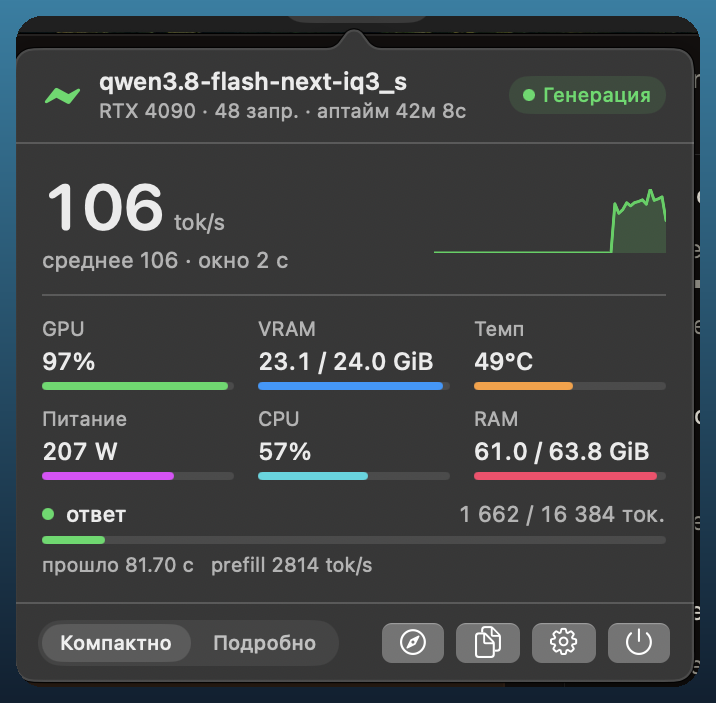 qwen3.8-flash-next-iq3_s
RTX 4090 · 48 запр. · аптайм 42м 8с
Генерация
106 tok/s
среднее 106 · окно 2 с
GPU
97%
VRAM
23.1 / 24.0 GiB
Темп
49°C
Питание
207 W
CPU
57%
RAM
61.0 / 63.8 GiB
ответ
1 662 / 16 384 ток.
прошло 81.70 с prefill 2814 tok/s
Компактно
Подробно